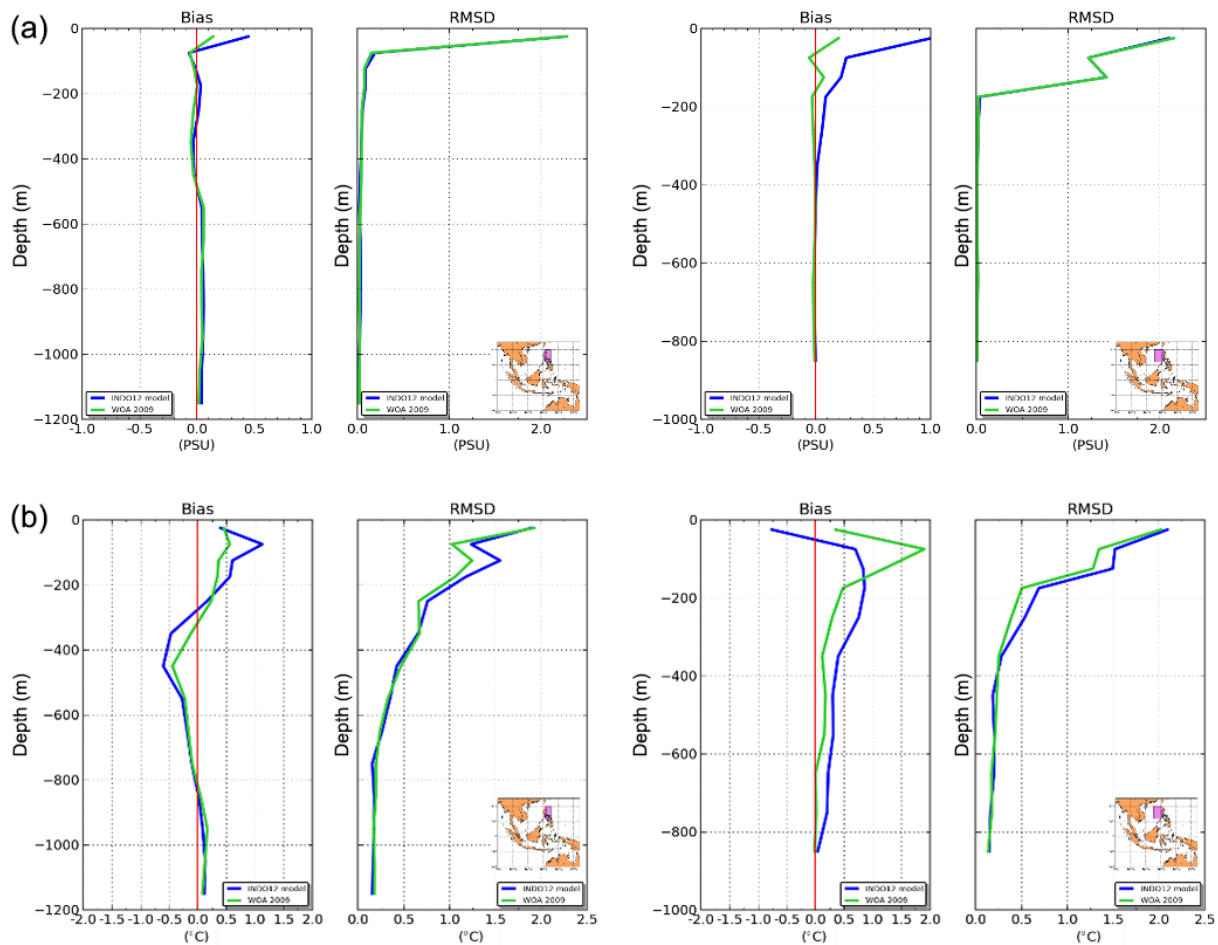 (a)
Bias
RMSD
Bias
RMSD
Depth (m)
0
−200
−400
−600
−800
−1000
−1200
-1.0 -0.5 0.0 0.5 1.0
(PSU)
INDO12 model
WOA 2009
Depth (m)
0 1.0 2.0
(PSU)
INDO12 model
WOA 2009
Depth (m)
0
−200
−400
−600
−800
−1000
-1.0 -0.5 0.0 0.5 1.0
(PSU)
INDO12 model
WOA 2009
Depth (m)
0 1.0 2.0
(PSU)
INDO12 model
WOA 2009
(b)
Bias
RMSD
Bias
RMSD
Depth (m)
0
−200
−400
−600
−800
−1000
−1200
-2.0 -1.5 -1.0 -0.5 0.0 0.5 1.0 1.5 2.0
(°C)
INDO12 model
WOA 2009
Depth (m)
0.0 0.5 1.0 1.5 2.0 2.5
(°C)
INDO12 model
WOA 2009
Depth (m)
0
−200
−400
−600
−800
−1000
-2.0 -1.5 -1.0 -0.5 0.0 0.5 1.0 1.5 2.0
(°C)
INDO12 model
WOA 2009
Depth (m)
0.0 0.5 1.0 1.5 2.0 2.5
(°C)
INDO12 model
WOA 2009